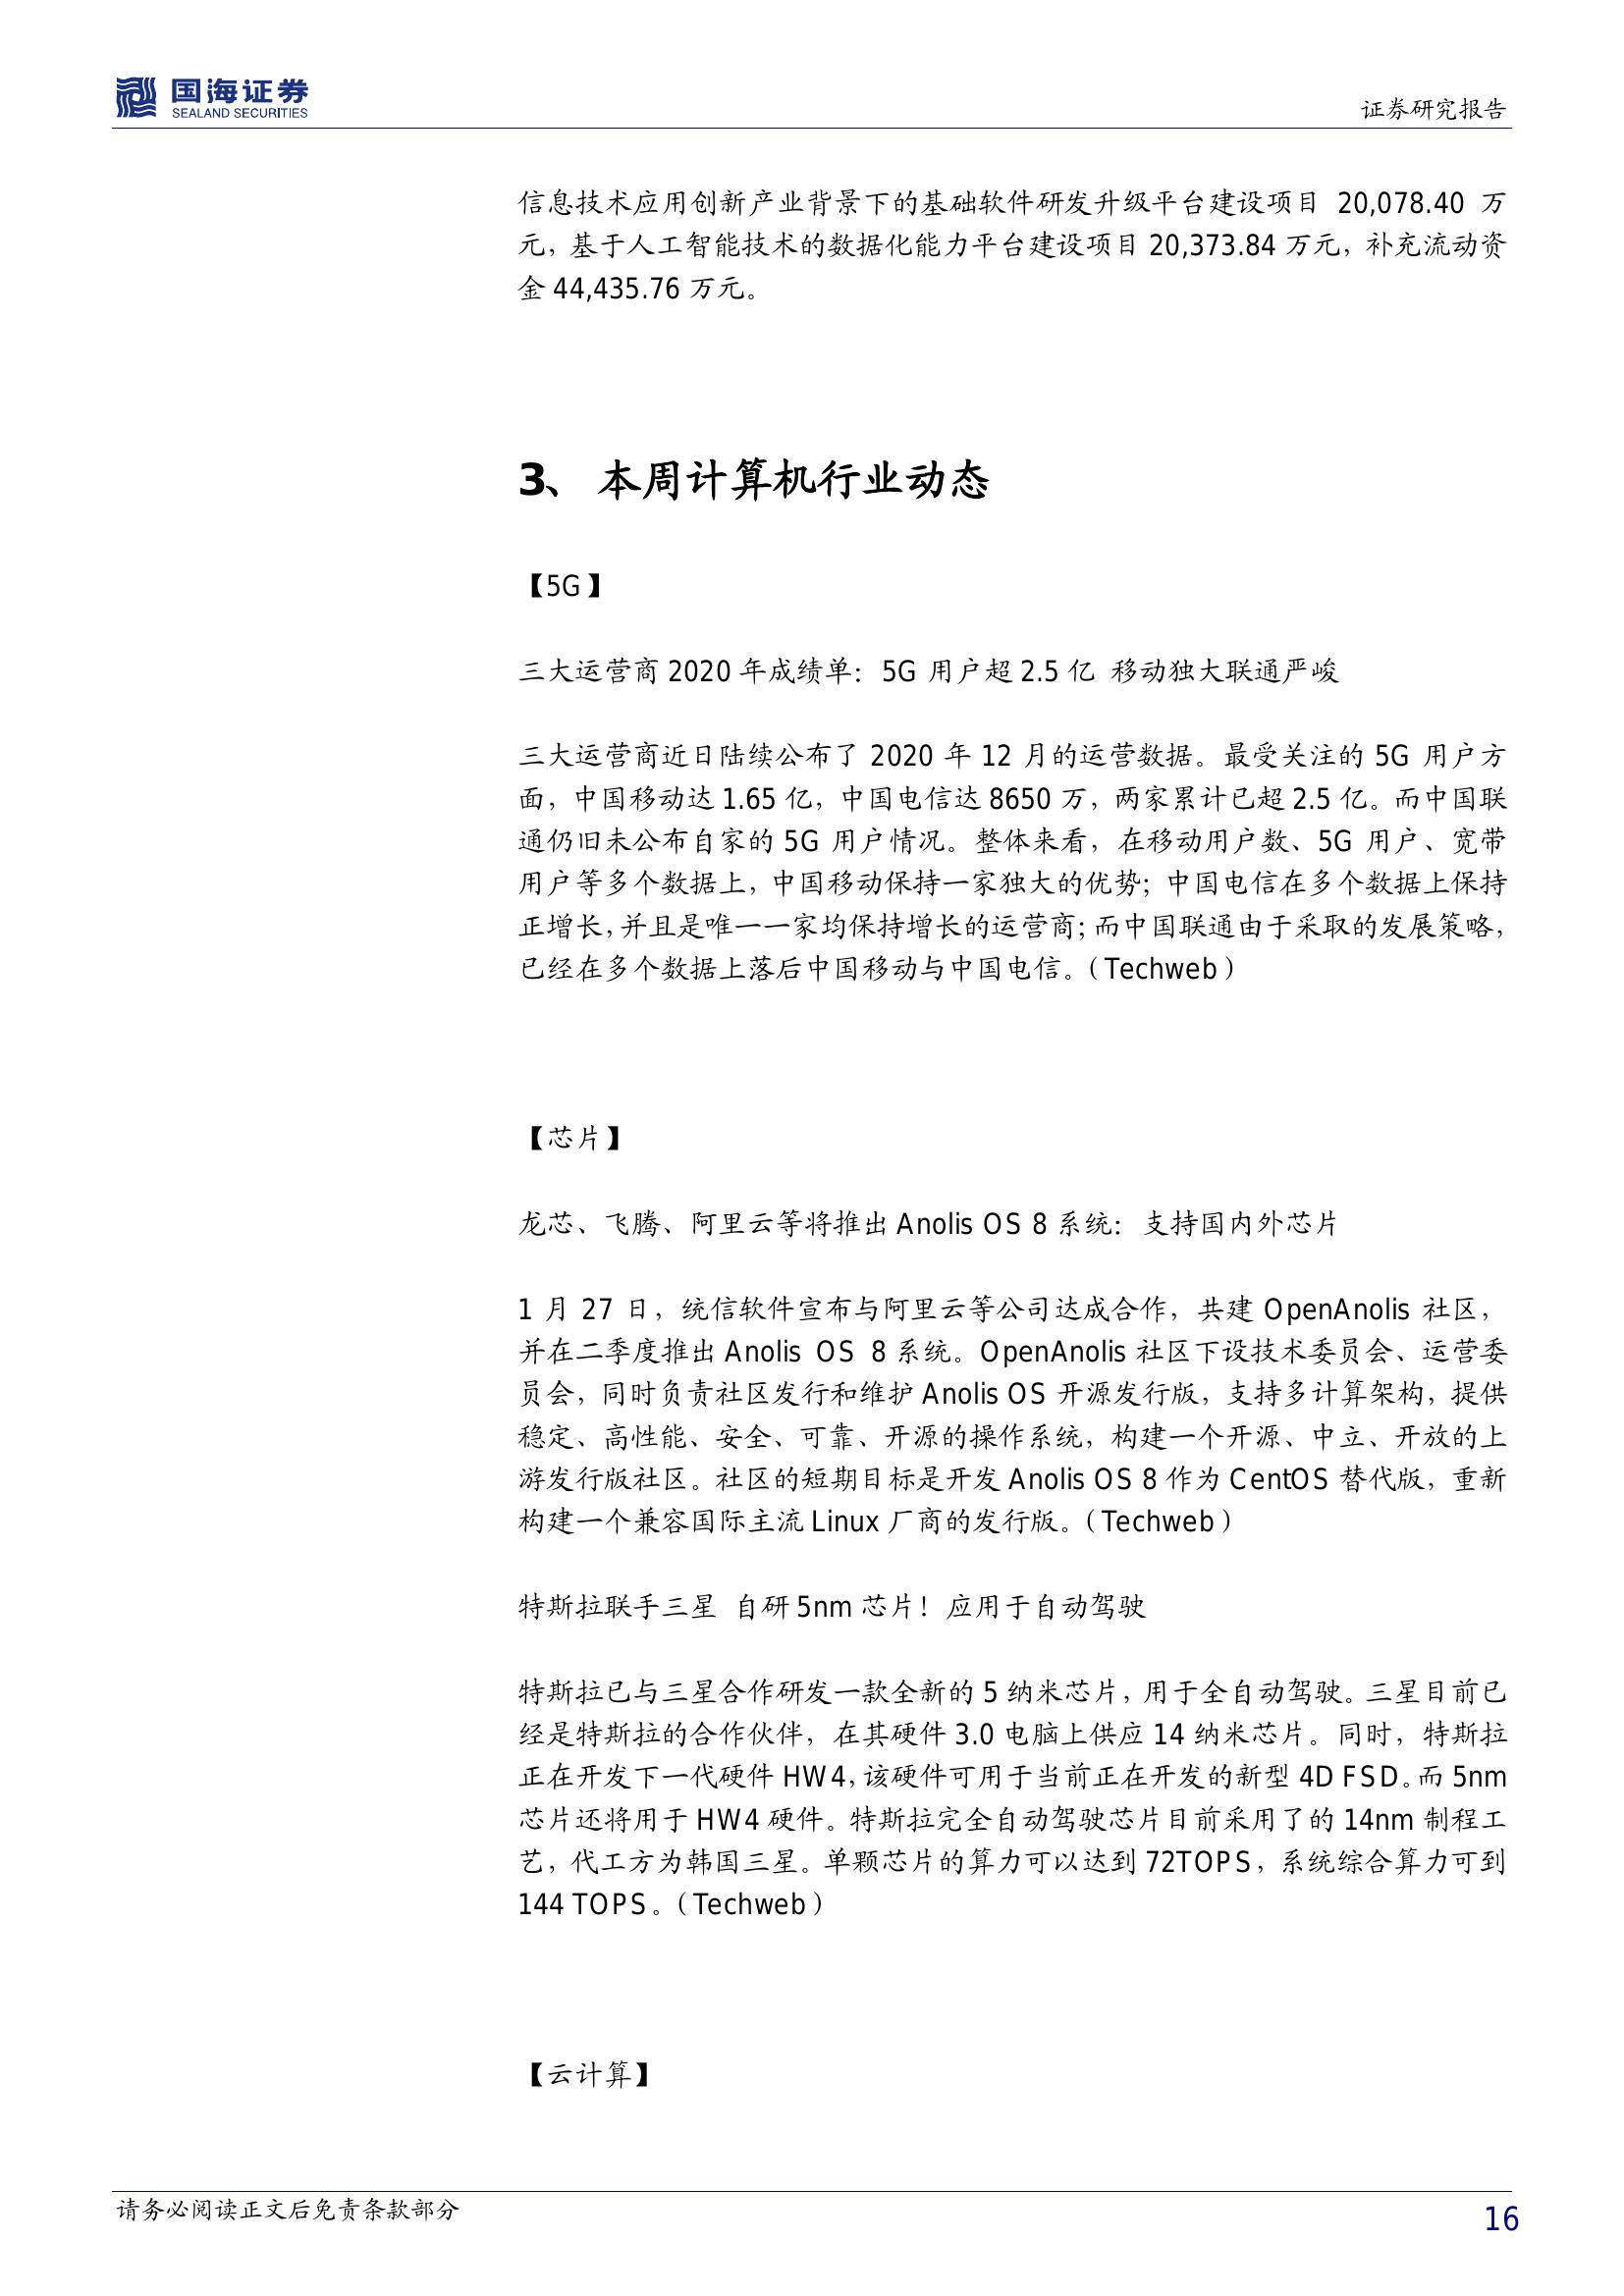 国海证券
SEALAND SECURITIES
证券研究报告
信息技术应用创新产业背景下的基础软件研发升级平台建设项目 20,078.40 万
元，基于人工智能技术的数据化能力平台建设项目 20,373.84 万元，补充流动资
金 44,435.76 万元。
3、 本周计算机行业动态
【5G】
三大运营商 2020 年成绩单：5G 用户超 2.5 亿 移动独大联通严峻
三大运营商近日陆续公布了 2020 年 12 月的运营数据。最受关注的 5G 用户方
面，中国移动达 1.65 亿，中国电信达 8650 万，两家累计已超 2.5 亿。而中国联
通仍旧未公布自家的 5G 用户情况。整体来看，在移动用户数、5G 用户、宽带
用户等多个数据上，中国移动保持一家独大的优势；中国电信在多个数据上保持
正增长，并且是唯一一家均保持增长的运营商；而中国联通由于采取的发展策略，
已经在多个数据上落后中国移动与中国电信。（Techweb）
【芯片】
龙芯、飞腾、阿里云等将推出 Anolis OS 8 系统：支持国内外芯片
1 月 27 日，统信软件宣布与阿里云等公司达成合作，共建 OpenAnolis 社区，
并在二季度推出 Anolis OS 8 系统。OpenAnolis 社区下设技术委员会、运营委
员会，同时负责社区发行和维护 Anolis OS 开源发行版，支持多计算架构，提供
稳定、高性能、安全、可靠、开源的操作系统，构建一个开源、中立、开放的上
游发行版社区。社区的短期目标是开发 Anolis OS 8 作为 CentOS 替代版，重新
构建一个兼容国际主流 Linux 厂商的发行版。（Techweb）
特斯拉联手三星 自研 5nm 芯片！应用于自动驾驶
特斯拉已与三星合作研发一款全新的 5 纳米芯片，用于全自动驾驶。三星目前已
经是特斯拉的合作伙伴，在其硬件 3.0 电脑上供应 14 纳米芯片。同时，特斯拉
正在开发下一代硬件 HW4，该硬件可用于当前正在开发的新型 4D FSD。而 5nm
芯片还将用于 HW4 硬件。特斯拉完全自动驾驶芯片目前采用了的 14nm 制程工
艺，代工方为韩国三星。单颗芯片的算力可以达到 72TOPS，系统综合算力可到
144 TOPS。（Techweb）
【云计算】
请务必阅读正文后免责条款部分
16